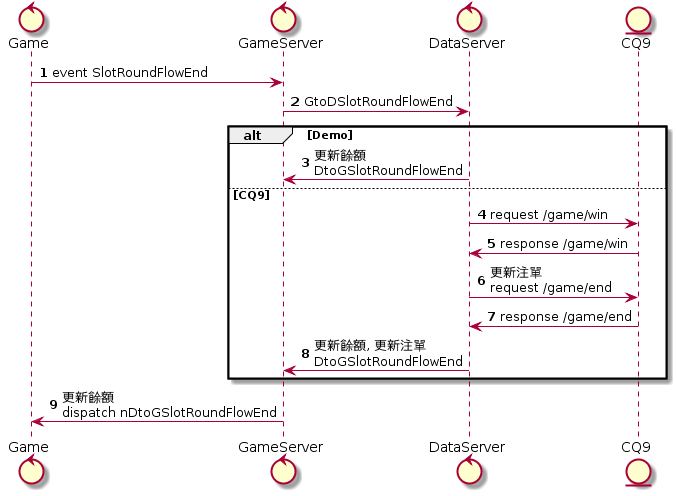 Game
GameServer
DataServer
CQ9
1 event SlotRoundFlowEnd
2 GtoDSlotRoundFlowEnd
alt [Demo]
3 更新餘額
DtoGSlotRoundFlowEnd
[CQ9]
4 request /game/win
5 response /game/win
6 更新注單
request /game/end
7 response /game/end
8 更新餘額, 更新注單
DtoGSlotRoundFlowEnd
9 更新餘額
dispatch nDtoGSlotRoundFlowEnd
Game
GameServer
DataServer
CQ9